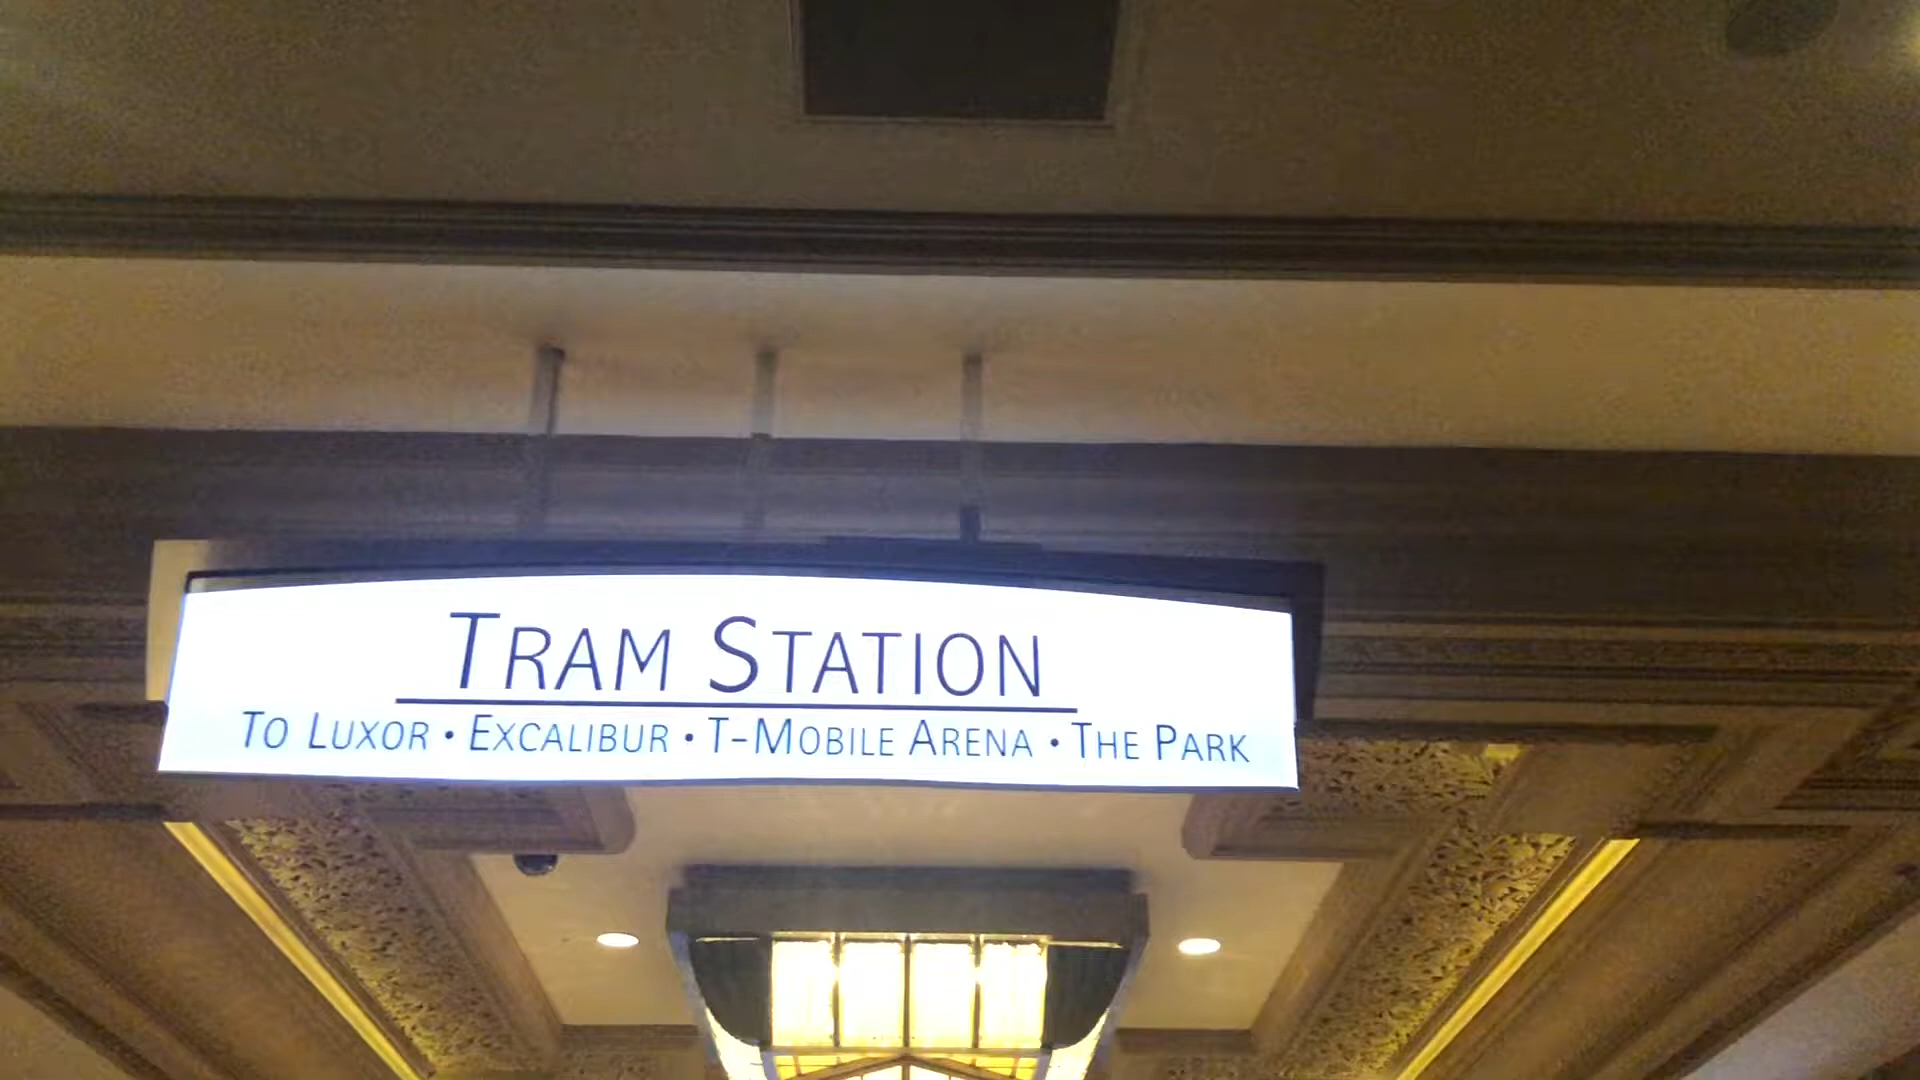 TRAM STATION
TO LUXOR • EXCALIBUR • T-MOBILE ARENA • THE PARK